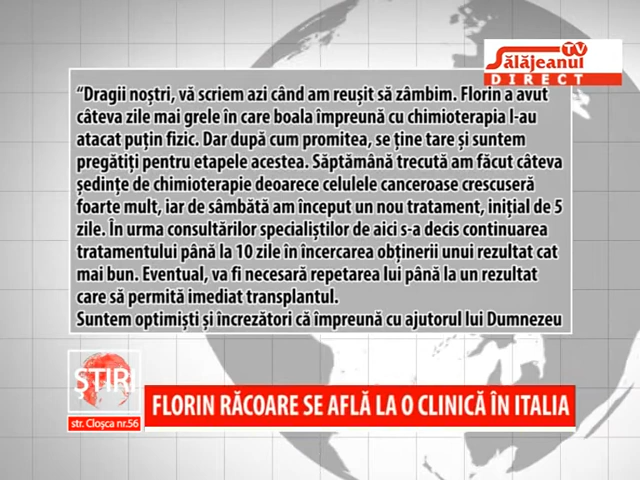 Sălăjeanul TV
DIRECT
“Dragii noștri, vă scriem azi când am reușit să zâmbim. Florin a avut
câteva zile mai grele în care boala împreună cu chimioterapia l-au
atacat puțin fizic. Dar după cum promitea, se ține tare și suntem
pregătiți pentru etapele acestea. Săptămână trecută am făcut câteva
ședințe de chimioterapie deoarece celulele canceroase crescuseră
foarte mult, iar de sâmbătă am început un nou tratament, inițial de 5
zile. În urma consultărilor specialiștilor de aici s-a decis continuarea
tratamentului până la 10 zile în încercarea obținerii unui rezultat cat
mai bun. Eventual, va fi necesară repetarea lui până la un rezultat
care să permită imediat transplantul.
Suntem optimiști și încrezători că împreună cu ajutorul lui Dumnezeu
ȘTIRI
str. Cloșca nr.56
FLORIN RĂCOARE SE AFLĂ LA O CLINICĂ ÎN ITALIA